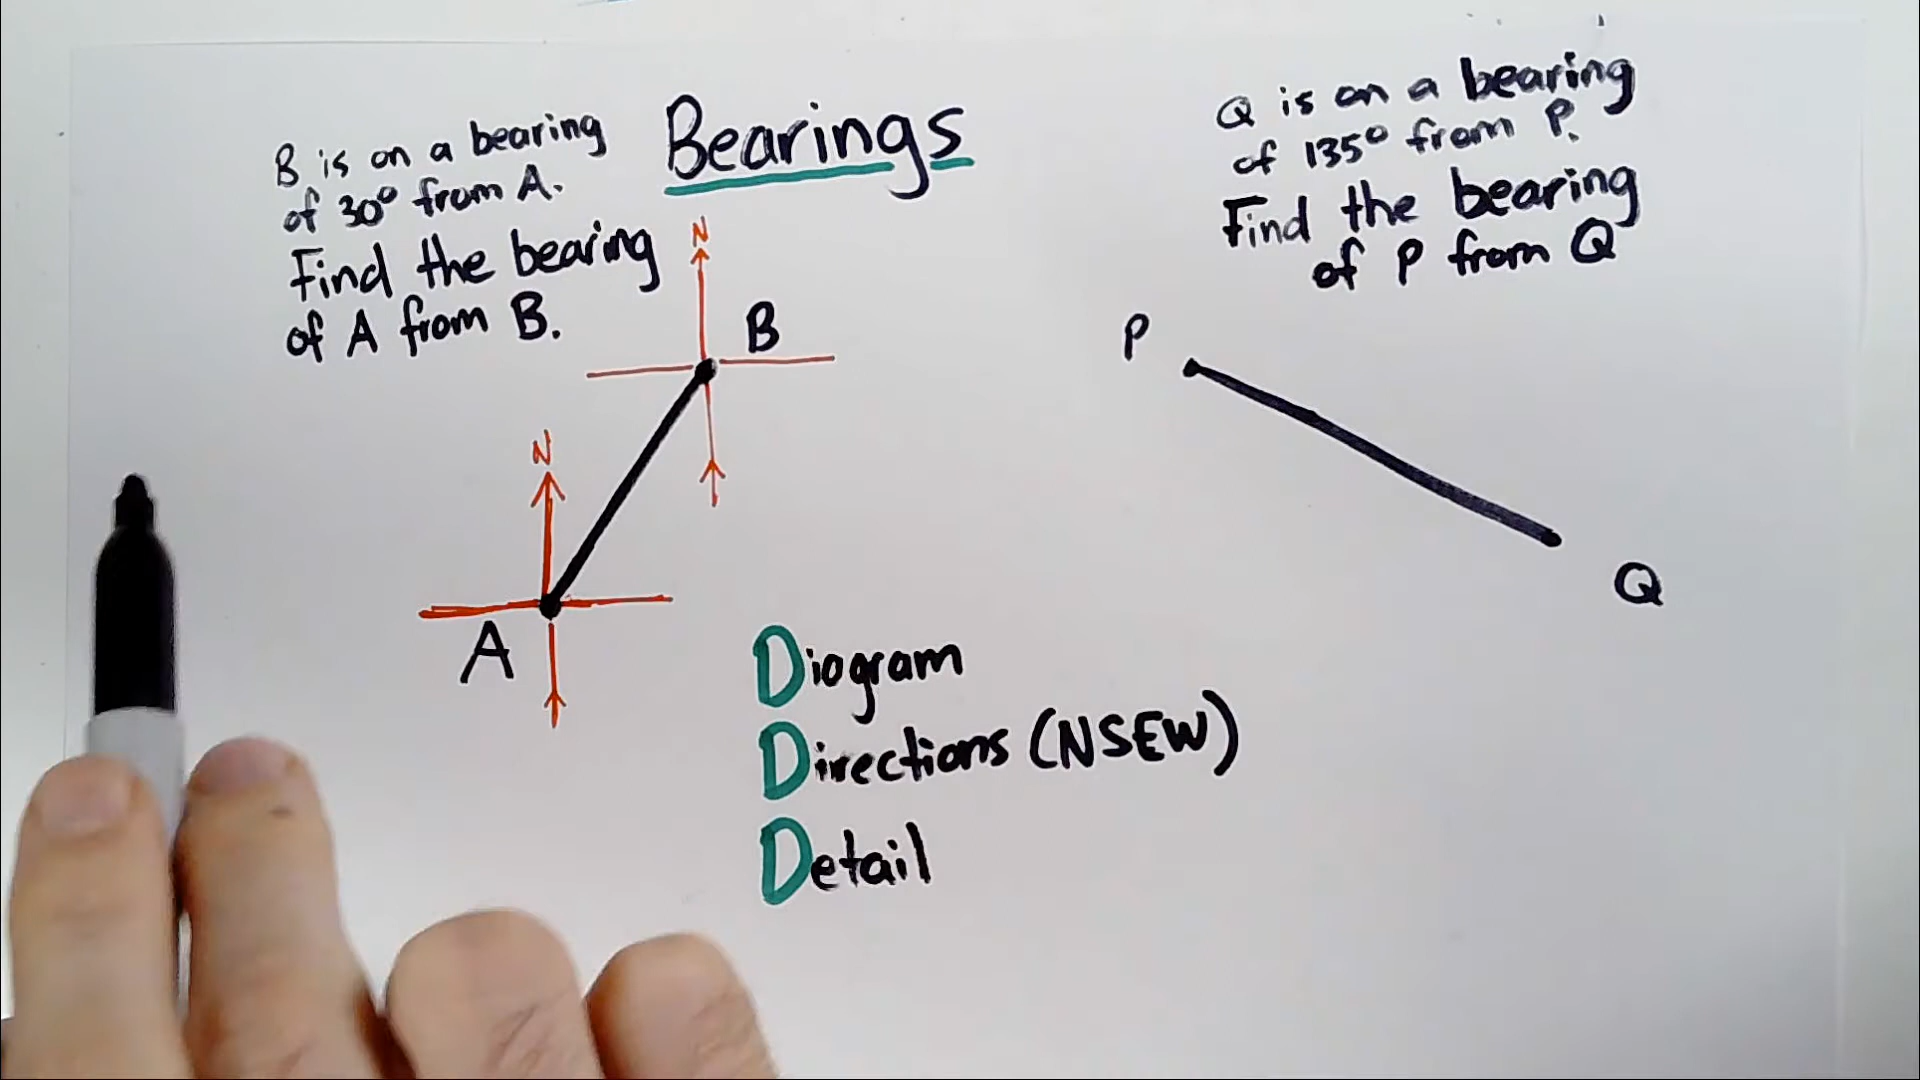 Bearings
B is on a bearing
of 30° from A.
Find the bearing
of A from B.
N
B
N
A
Q is on a bearing
of 135° from P.
Find the bearing
of P from Q
P
Q
Diagram
Directions (NSEW)
Detail